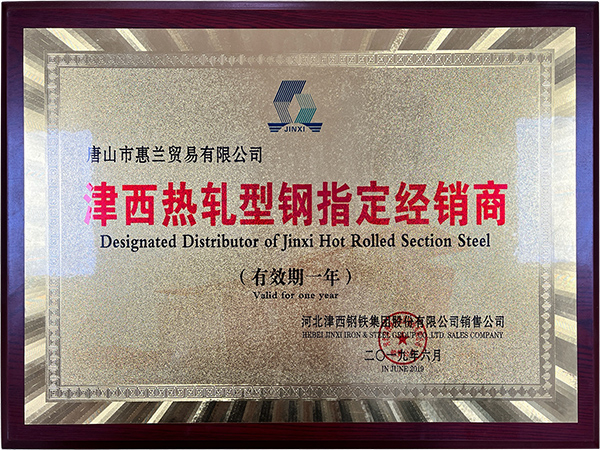 JINXI
唐山市惠兰贸易有限公司
津西热轧型钢指定经销商
Designated Distributor of Jinxi Hot Rolled Section Steel
（有效期一年）
Valid for one year
河北津西钢铁集团股份有限公司销售公司
HEBEI JINXI IRON & STEEL GROUP CO., LTD. SALES COMPANY
二〇一九年六月
IN JUNE 2019